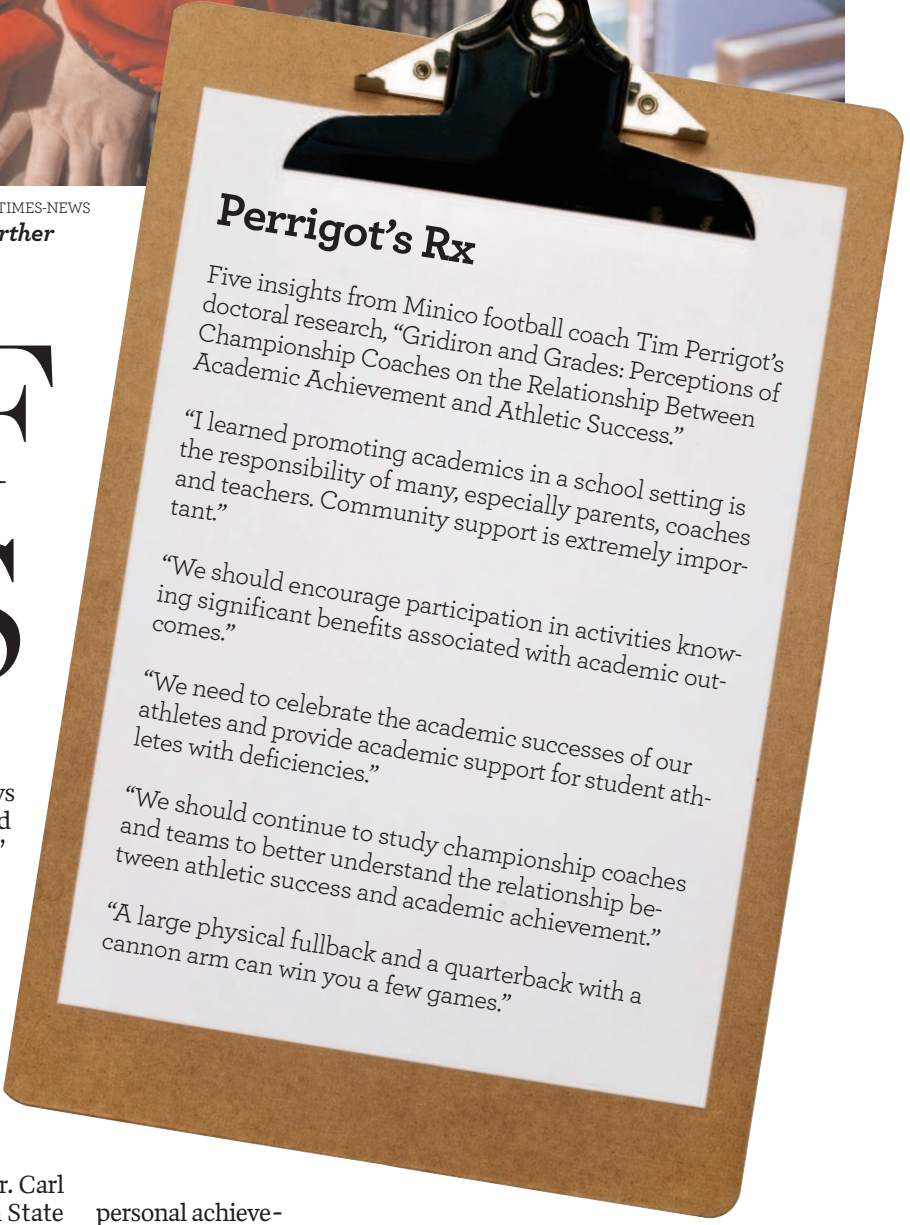 TIMES-NEWS
rther
F
S
ws
d
”
Perrigot’s Rx
Five insights from Minico football coach Tim Perrigot’s
doctoral research, “Gridiron and Grades: Perceptions of
Championship Coaches on the Relationship Between
Academic Achievement and Athletic Success.”
“I learned promoting academics in a school setting is
the responsibility of many, especially parents, coaches
and teachers. Community support is extremely impor-
tant.”
“We should encourage participation in activities know-
ing significant benefits associated with academic out-
comes.”
“We need to celebrate the academic successes of our
athletes and provide academic support for student ath-
letes with deficiencies.”
“We should continue to study championship coaches
and teams to better understand the relationship be-
tween athletic success and academic achievement.”
“A large physical fullback and a quarterback with a
cannon arm can win you a few games.”
r. Carl
State
personal achieve-